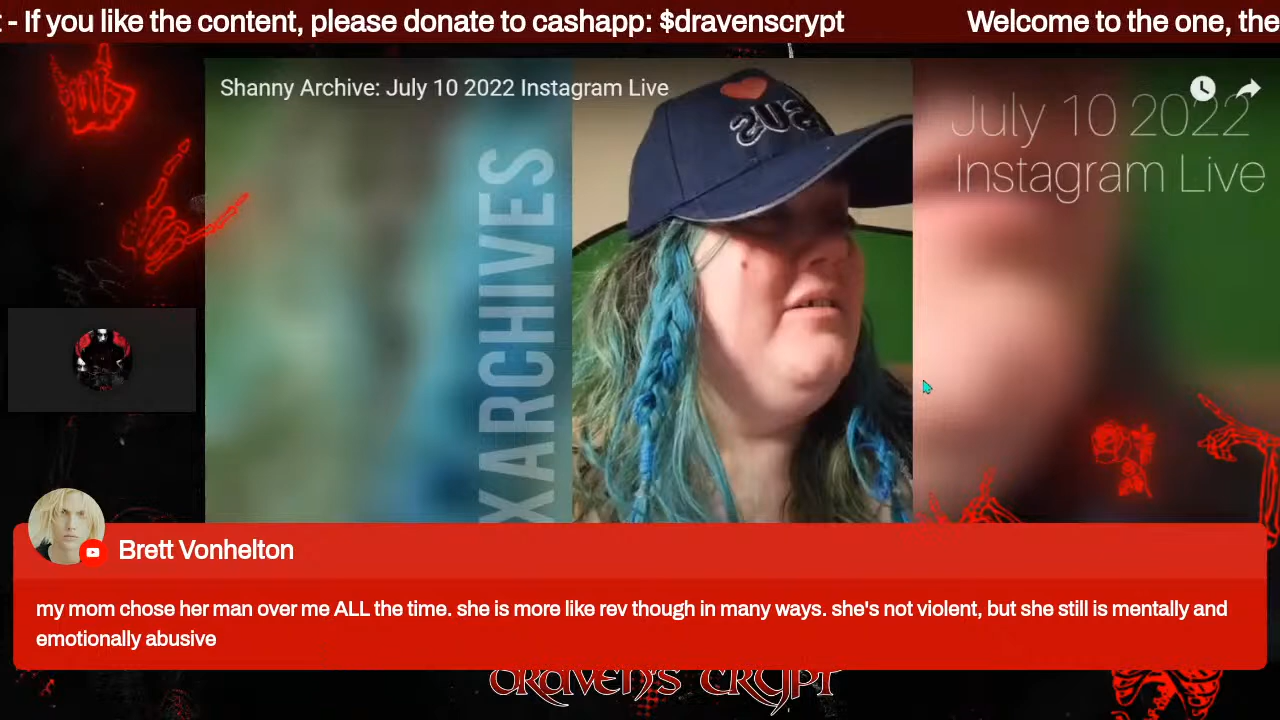 : - If you like the content, please donate to cashapp: $dravenscrypt Welcome to the one, the
Shanny Archive: July 10 2022 Instagram Live
July 10 2022
Instagram Live
XARCHIVES
Brett Vonhelton
my mom chose her man over me ALL the time. she is more like rev though in many ways. she's not violent, but she still is mentally and
emotionally abusive
DRAVEN'S CRYPT